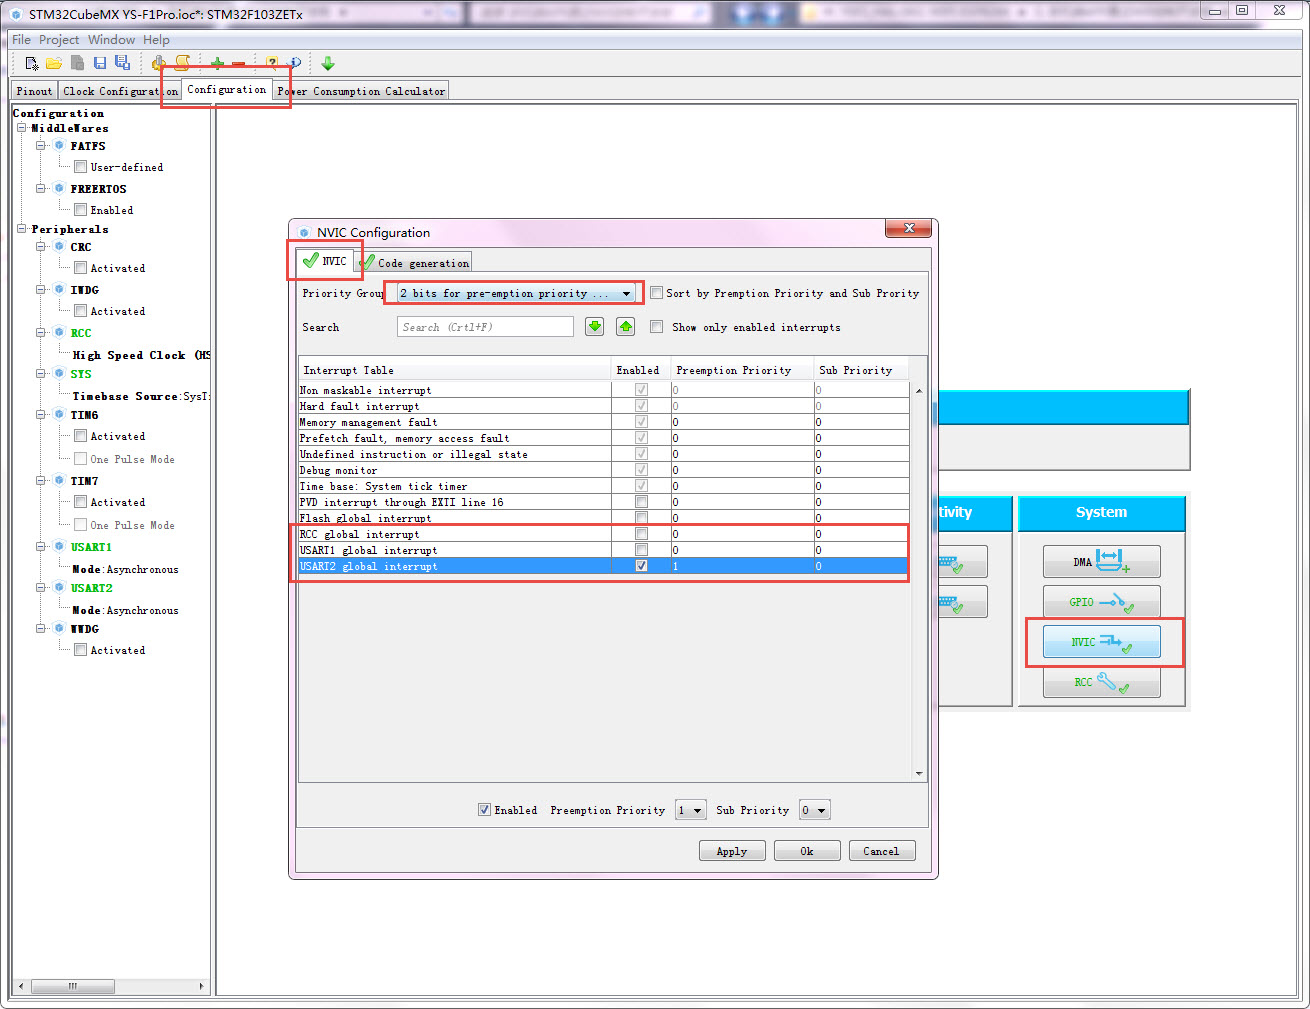 STM32CubeMX YS-F1Pro.ioc*: STM32F103ZETx
File Project Window Help
Pinout Clock Configuration Configuration Power Consumption Calculator
Configuration
MiddleWares
FATFS
User-defined
FREERTOS
Enabled
Peripherals
CRC
Activated
IWDG
Activated
RCC
High Speed Clock (HS
SYS
Timebase Source:SysT:
TIM6
Activated
One Pulse Mode
TIM7
Activated
One Pulse Mode
USART1
Mode:Asynchronous
USART2
Mode:Asynchronous
WWDG
Activated
NVIC Configuration
NVIC Code generation
Priority Group 2 bits for pre-emption priority ... Sort by Premption Priority and Sub Prority
Search Search (Crtl+F) Show only enabled interrupts
Interrupt Table Enabled Preemption Priority Sub Priority
Non maskable interrupt 0 0
Hard fault interrupt 0 0
Memory management fault 0 0
Prefetch fault, memory access fault 0 0
Undefined instruction or illegal state 0 0
Debug monitor 0 0
Time base: System tick timer 0 0
PVD interrupt through EXTI line 16 0 0
Flash global interrupt 0 0
RCC global interrupt 0 0
USART1 global interrupt 0 0
USART2 global interrupt 1 0
Enabled Preemption Priority 1 Sub Priority 0
Apply Ok Cancel
tivity
System
DMA
GPIO
NVIC
RCC